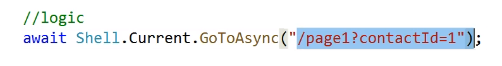 //logic
await Shell.Current.GoToAsync("/page1?contactId=1");